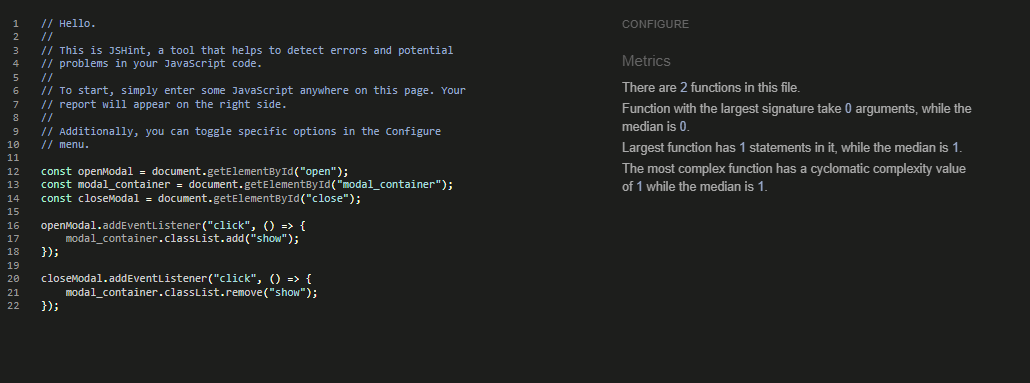 1 // Hello.
2 //
3 // This is JSHint, a tool that helps to detect errors and potential
4 // problems in your JavaScript code.
5 //
6 // To start, simply enter some JavaScript anywhere on this page. Your
7 // report will appear on the right side.
8 //
9 // Additionally, you can toggle specific options in the Configure
10 // menu.
11
12 const openModal = document.getElementById("open");
13 const modal_container = document.getElementById("modal_container");
14 const closeModal = document.getElementById("close");
15
16 openModal.addEventListener("click", () => {
17     modal_container.classList.add("show");
18 });
19
20 closeModal.addEventListener("click", () => {
21     modal_container.classList.remove("show");
22 });
CONFIGURE
Metrics
There are 2 functions in this file.
Function with the largest signature take 0 arguments, while the
median is 0.
Largest function has 1 statements in it, while the median is 1.
The most complex function has a cyclomatic complexity value
of 1 while the median is 1.